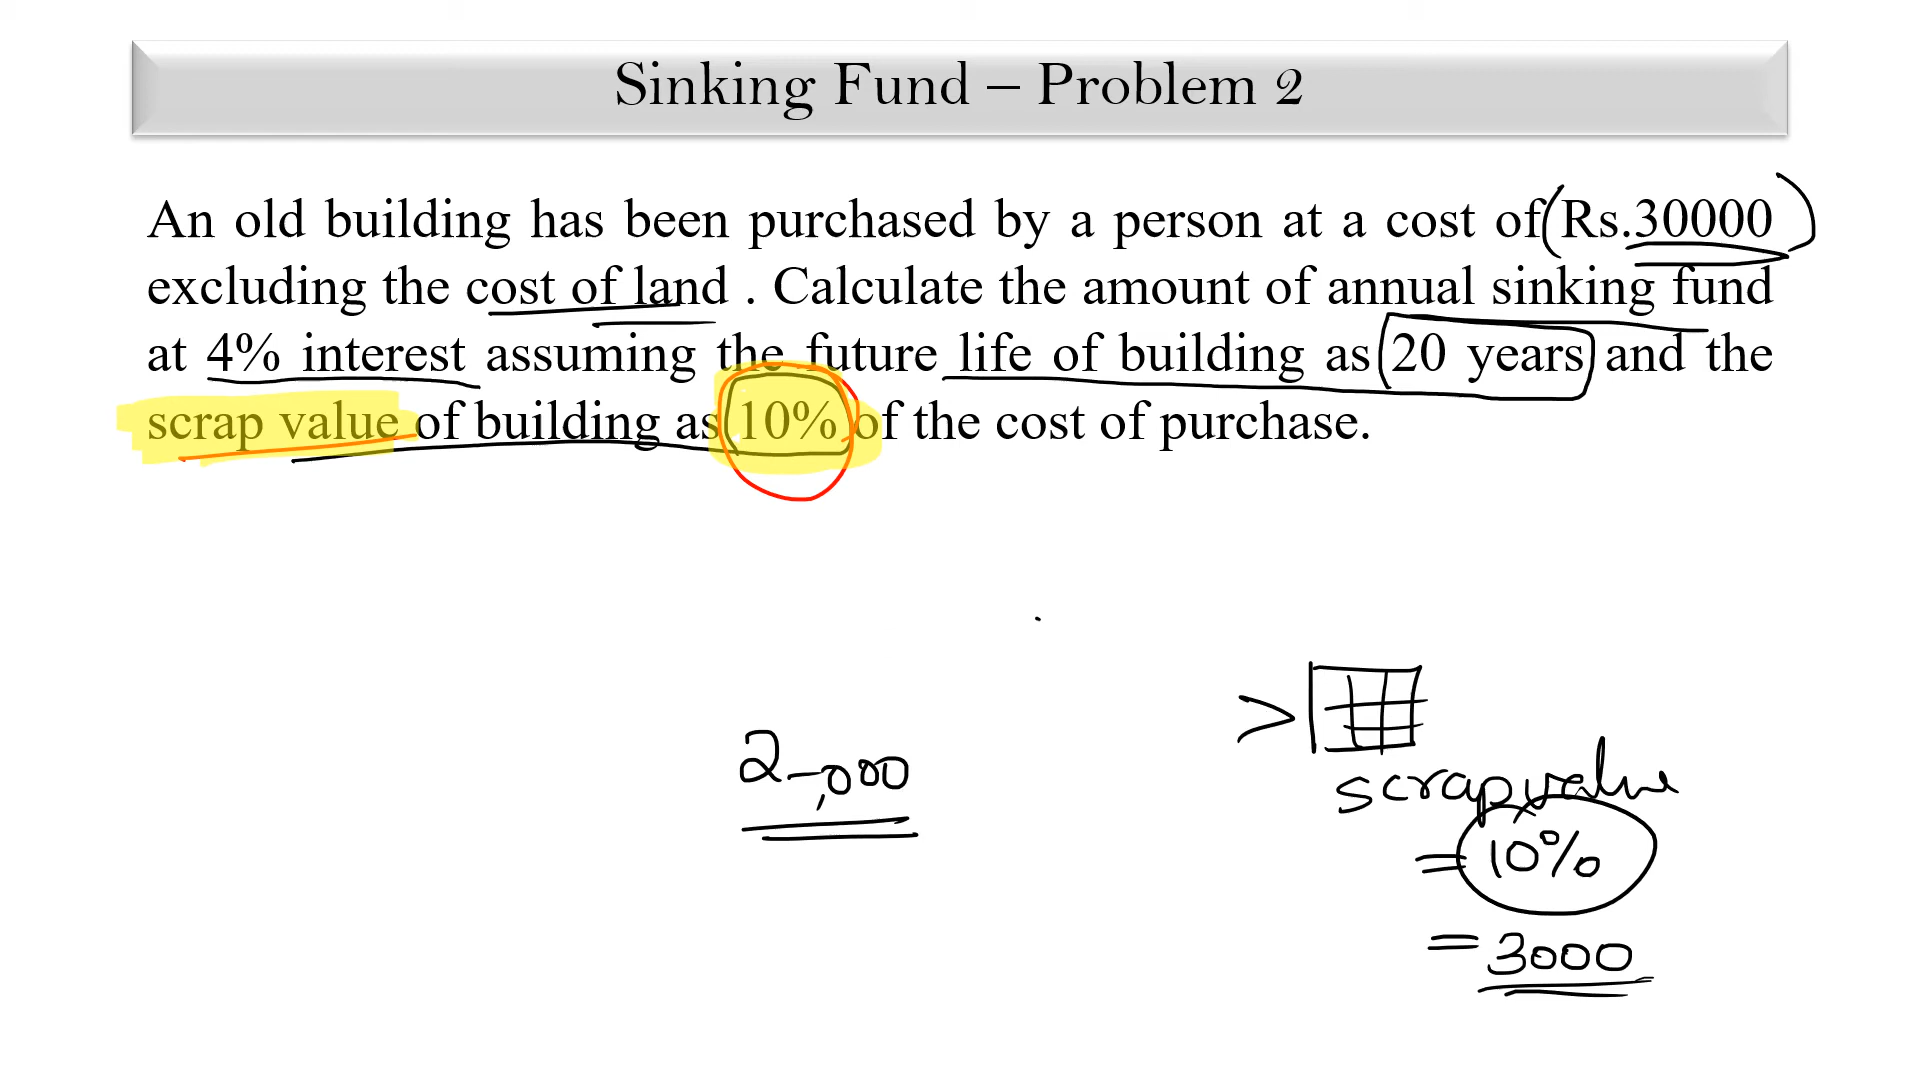 Sinking Fund – Problem 2
An old building has been purchased by a person at a cost of Rs.30000
excluding the cost of land . Calculate the amount of annual sinking fund
at 4% interest assuming the future life of building as 20 years and the
scrap value of building as 10% of the cost of purchase.
scrap value
= 10%
= 3000